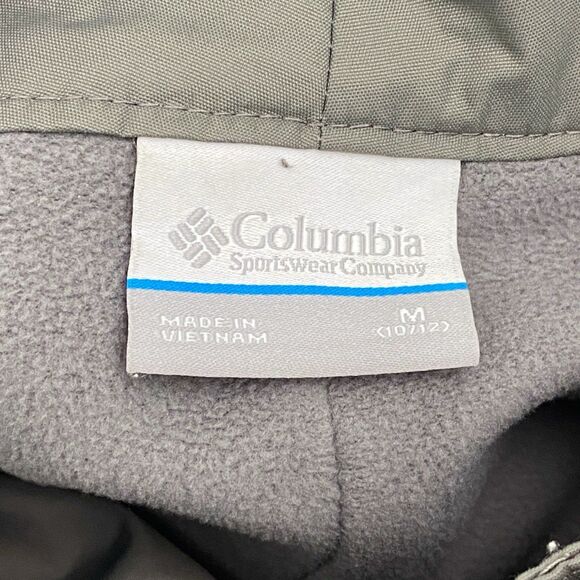 Columbia
Sportswear Company
MADE IN
VIETNAM
M
(10/12)